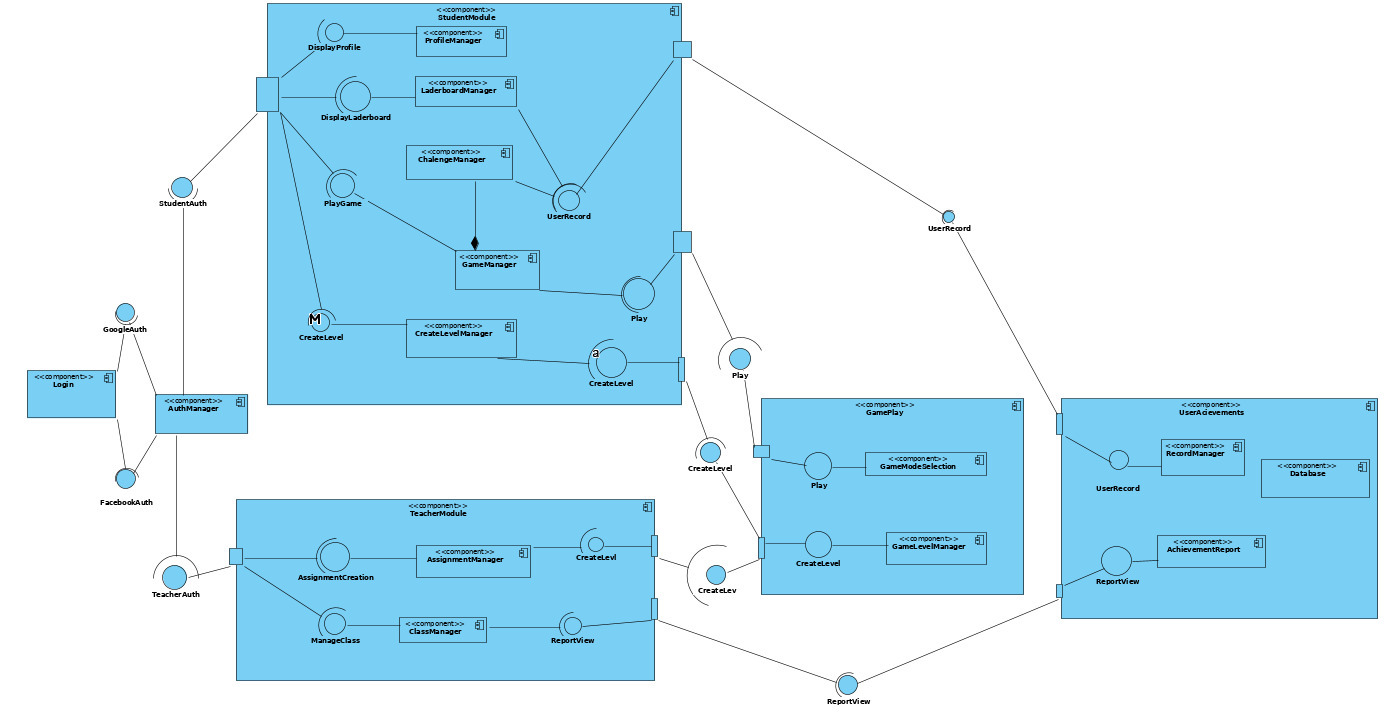 <<component>>
StudentModule
DisplayProfile
<<component>>
ProfileManager
<<component>>
LaderboardManager
DisplayLaderboard
<<component>>
ChalengeManager
PlayGame
UserRecord
<<component>>
GameManager
Play
M
CreateLevel
<<component>>
CreateLevelManager
a
CreateLevel
StudentAuth
UserRecord
GoogleAuth
<<component>>
Login
<<component>>
AuthManager
FacebookAuth
TeacherAuth
Play
CreateLevel
<<component>>
GamePlay
Play
<<component>>
GameModeSelection
CreateLevel
<<component>>
GameLevelManager
<<component>>
UserAcievements
UserRecord
<<component>>
RecordManager
<<component>>
Database
<<component>>
AchievementReport
ReportView
<<component>>
TeacherModule
AssignmentCreation
<<component>>
AssignmentManager
CreateLevl
CreateLev
ManageClass
<<component>>
ClassManager
ReportView
ReportView